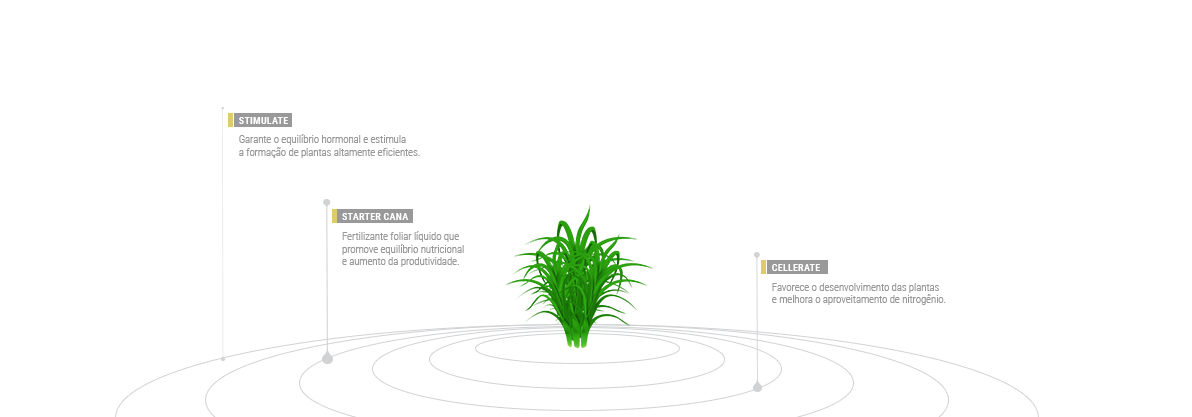 STIMULATE
Garante o equilíbrio hormonal e estimula
a formação de plantas altamente eficientes.
STARTER CANA
Fertilizante foliar líquido que
promove equilíbrio nutricional
e aumento da produtividade.
CELLERATE
Favorece o desenvolvimento das plantas
e melhora o aproveitamento de nitrogênio.